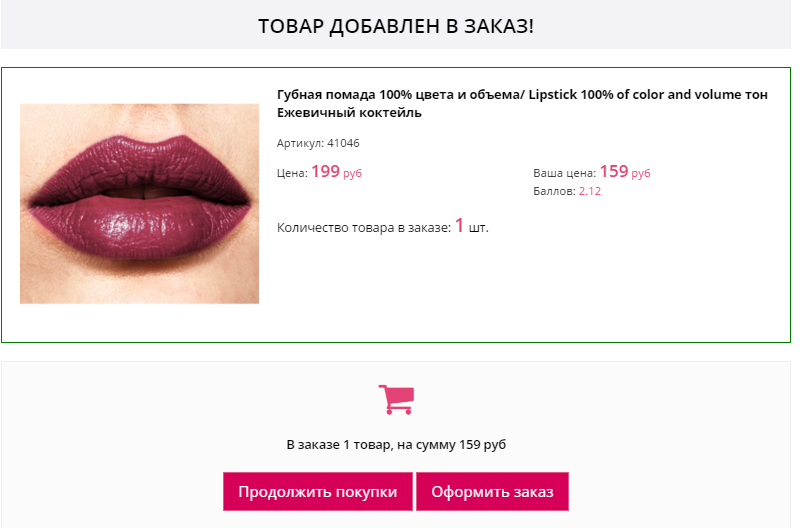 ТОВАР ДОБАВЛЕН В ЗАКАЗ!
Губная помада 100% цвета и объема/ Lipstick 100% of color and volume тон
Ежевичный коктейль
Артикул: 41046
Цена: 199 руб
Ваша цена: 159 руб
Баллов: 2.12
Количество товара в заказе: 1 шт.
В заказе 1 товар, на сумму 159 руб
Продолжить покупки
Оформить заказ